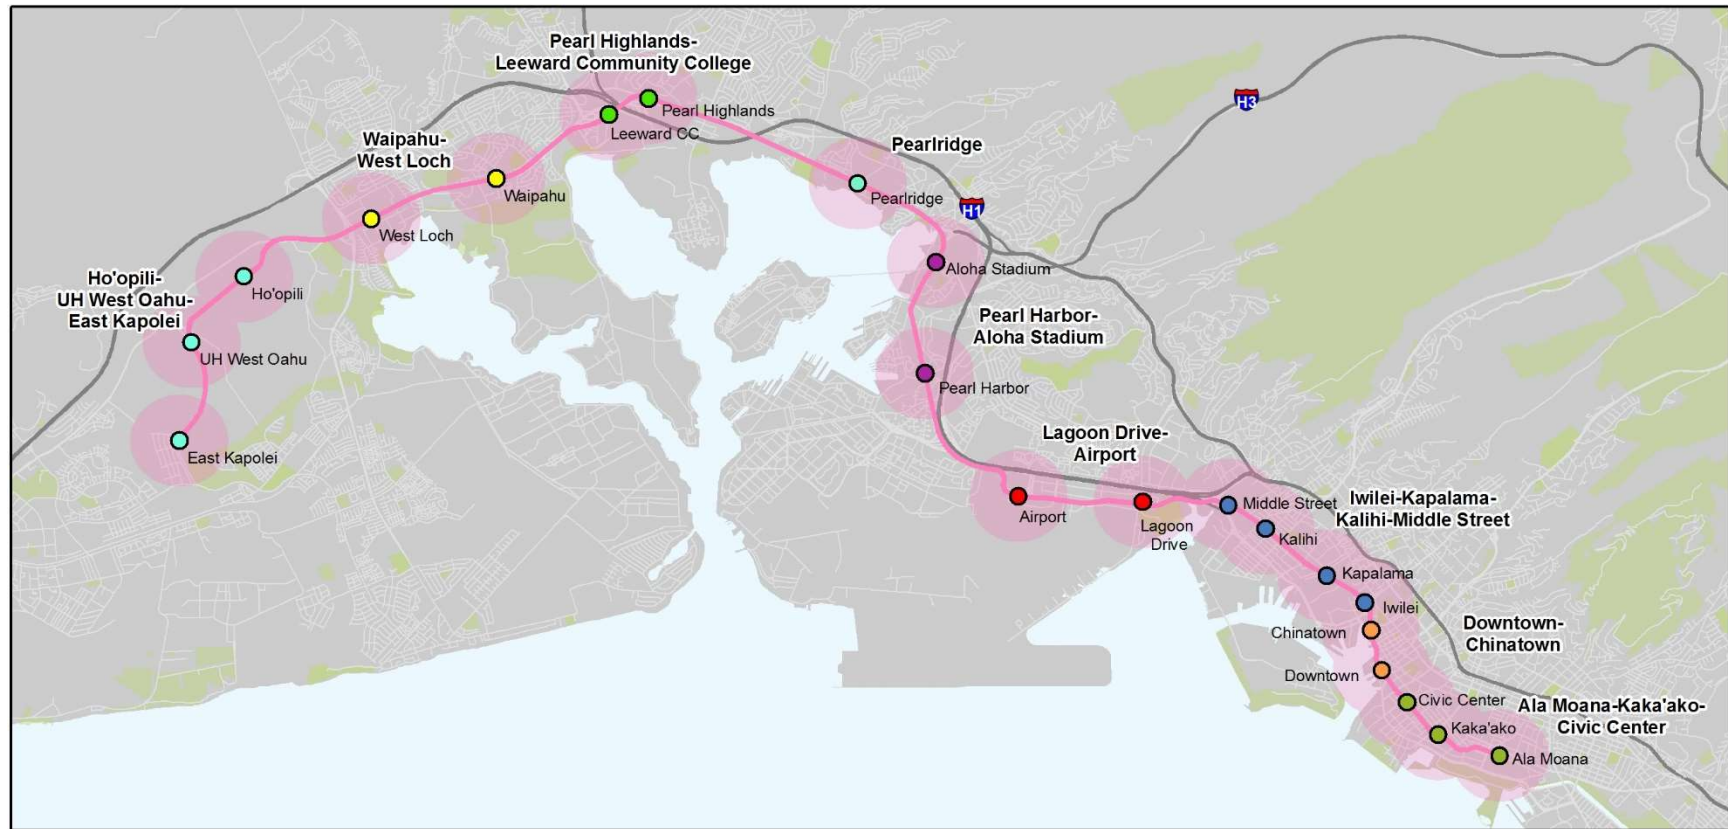 Pearl Highlands-
Leeward Community College
Pearl Highlands
Leeward CC
H3
Waipahu-
West Loch
Pearlridge
Waipahu
Pearlridge
H1
West Loch
Aloha Stadium
Ho'opili-
UH West Oahu-
East Kapolei
Ho'opili
Pearl Harbor-
Aloha Stadium
UH West Oahu
Pearl Harbor
Lagoon Drive-
Airport
East Kapolei
Iwilei-Kapalama-
Kalihi-Middle Street
Middle Street
Airport
Lagoon
Drive
Kalihi
Kapalama
Iwilei
Chinatown
Downtown-
Chinatown
Downtown
Civic Center
Ala Moana-Kaka'ako-
Civic Center
Kaka'ako
Ala Moana